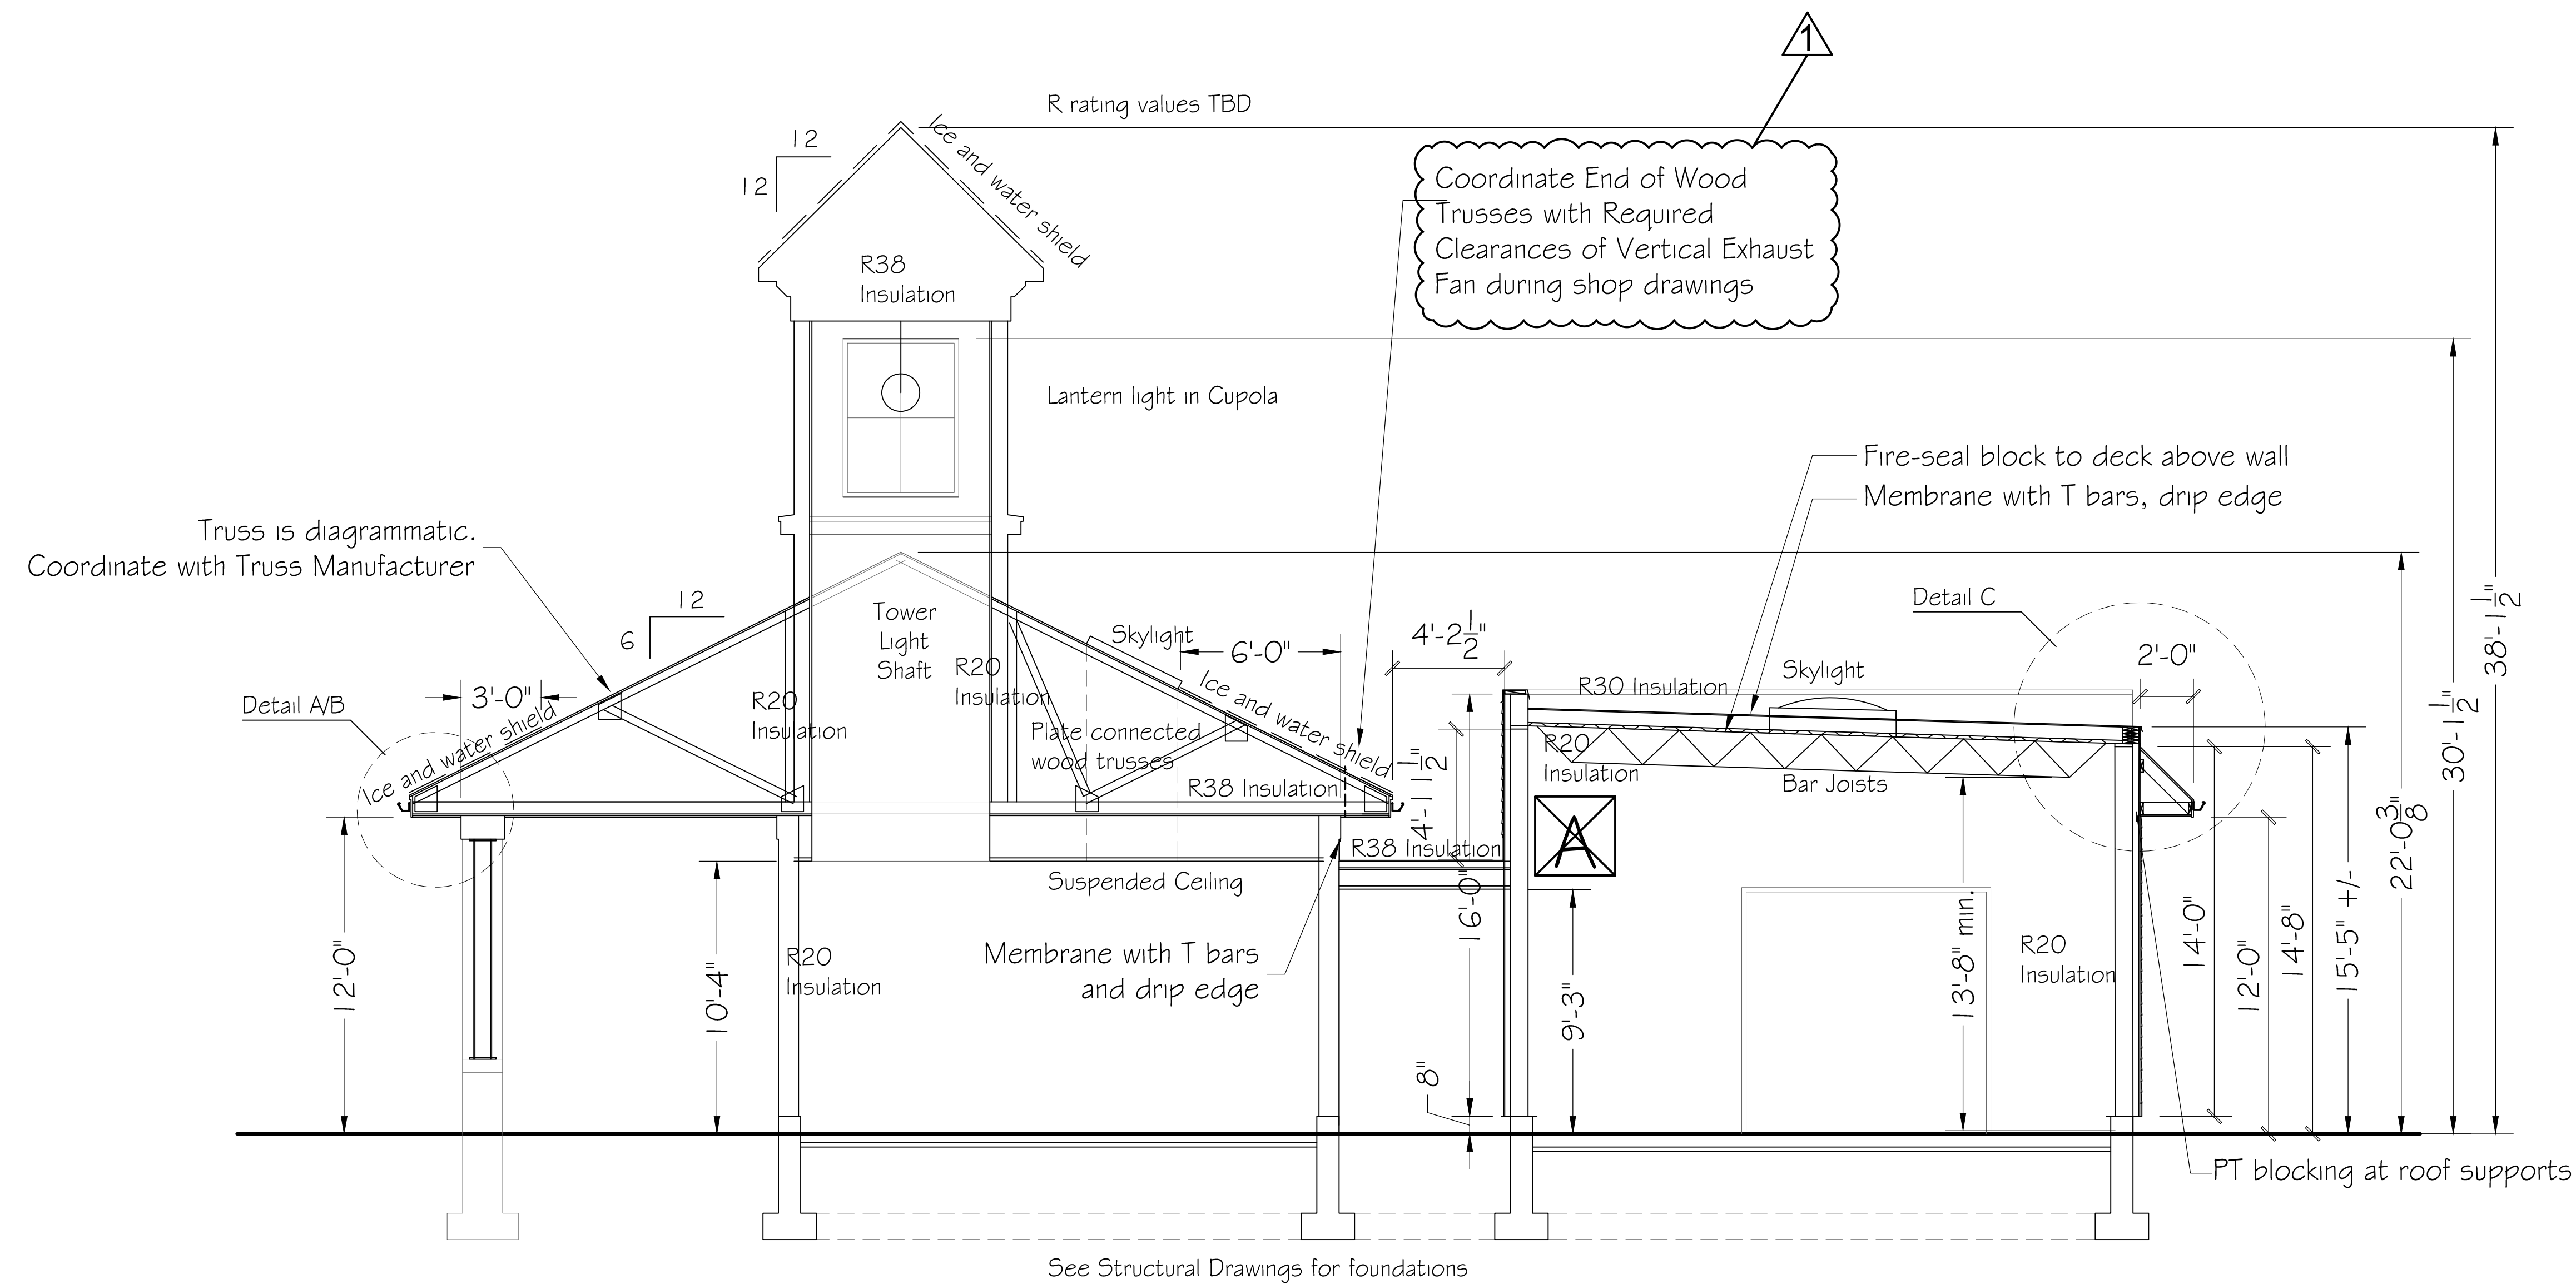 1
R rating values TBD
12
12
Ice and water shield
Coordinate End of Wood
Trusses with Required
Clearances of Vertical Exhaust
Fan during shop drawings
R38
Insulation
Lantern light in Cupola
Fire-seal block to deck above wall
Membrane with T bars, drip edge
Truss is diagrammatic.
Coordinate with Truss Manufacturer
12
6
Tower
Light
Shaft
Skylight
6'-0"
4'-2 1/2"
Detail C
2'-0"
38'-1 1/2"
30'-1 1/2"
22'-0 3/8"
Detail A/B
3'-0"
Ice and water shield
R20
Insulation
R20
Insulation
Plate connected
wood trusses
Ice and water shield
R38 Insulation
4'-1 1/2"
R30 Insulation
Skylight
R20
Insulation
Bar Joists
A
R38 Insulation
Suspended Ceiling
12'-0"
10'-4"
R20
Insulation
Membrane with T bars
and drip edge
16'-0"
8"
9'-3"
13'-8" min.
R20
Insulation
14'-0"
12'-0"
14'-8"
15'-5" +/-
PT blocking at roof supports
See Structural Drawings for foundations